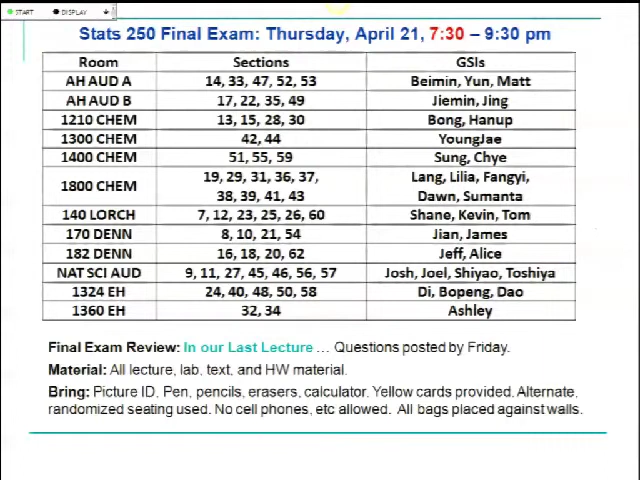 START DISPLAY
Stats 250 Final Exam: Thursday, April 21, 7:30 – 9:30 pm
Room Sections GSIs
AH AUD A 14, 33, 47, 52, 53 Beimin, Yun, Matt
AH AUD B 17, 22, 35, 49 Jiemin, Jing
1210 CHEM 13, 15, 28, 30 Bong, Hanup
1300 CHEM 42, 44 YoungJae
1400 CHEM 51, 55, 59 Sung, Chye
1800 CHEM 19, 29, 31, 36, 37, Lang, Lilia, Fangyi,
38, 39, 41, 43 Dawn, Sumanta
140 LORCH 7, 12, 23, 25, 26, 60 Shane, Kevin, Tom
170 DENN 8, 10, 21, 54 Jian, James
182 DENN 16, 18, 20, 62 Jeff, Alice
NAT SCI AUD 9, 11, 27, 45, 46, 56, 57 Josh, Joel, Shiyao, Toshiya
1324 EH 24, 40, 48, 50, 58 Di, Bopeng, Dao
1360 EH 32, 34 Ashley
Final Exam Review: In our Last Lecture … Questions posted by Friday.
Material: All lecture, lab, text, and HW material.
Bring: Picture ID, Pen, pencils, erasers, calculator. Yellow cards provided. Alternate,
randomized seating used. No cell phones, etc allowed. All bags placed against walls.